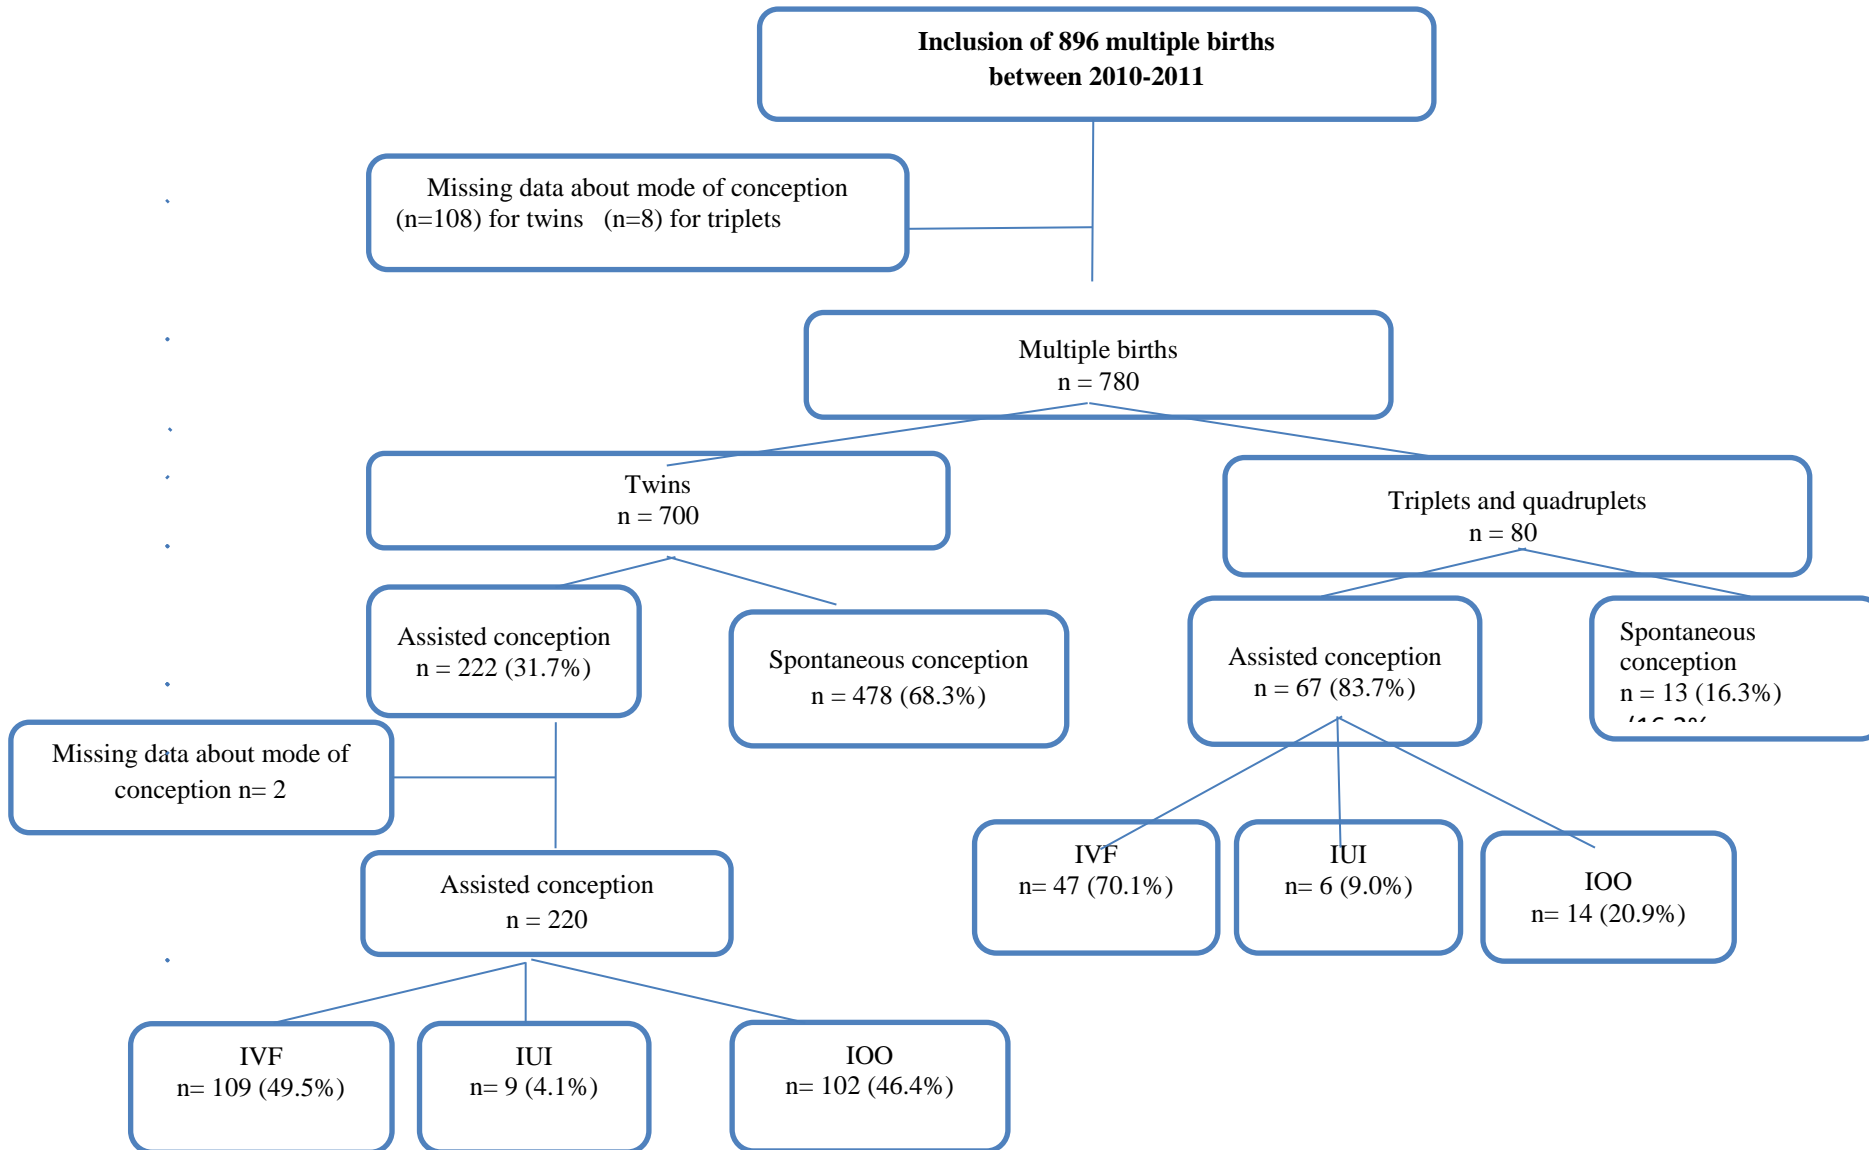 Inclusion of 896 multiple births
between 2010-2011
Missing data about mode of conception
(n=108) for twins (n=8) for triplets
Multiple births
n = 780
Twins
n = 700
Triplets and quadruplets
n = 80
Assisted conception
n = 222 (31.7%)
Spontaneous conception
n = 478 (68.3%)
Assisted conception
n = 67 (83.7%)
Spontaneous
conception
n = 13 (16.3%)
Missing data about mode of
conception n= 2
Assisted conception
n = 220
IVF
n= 47 (70.1%)
IUI
n= 6 (9.0%)
IOO
n= 14 (20.9%)
IVF
n= 109 (49.5%)
IUI
n= 9 (4.1%)
IOO
n= 102 (46.4%)